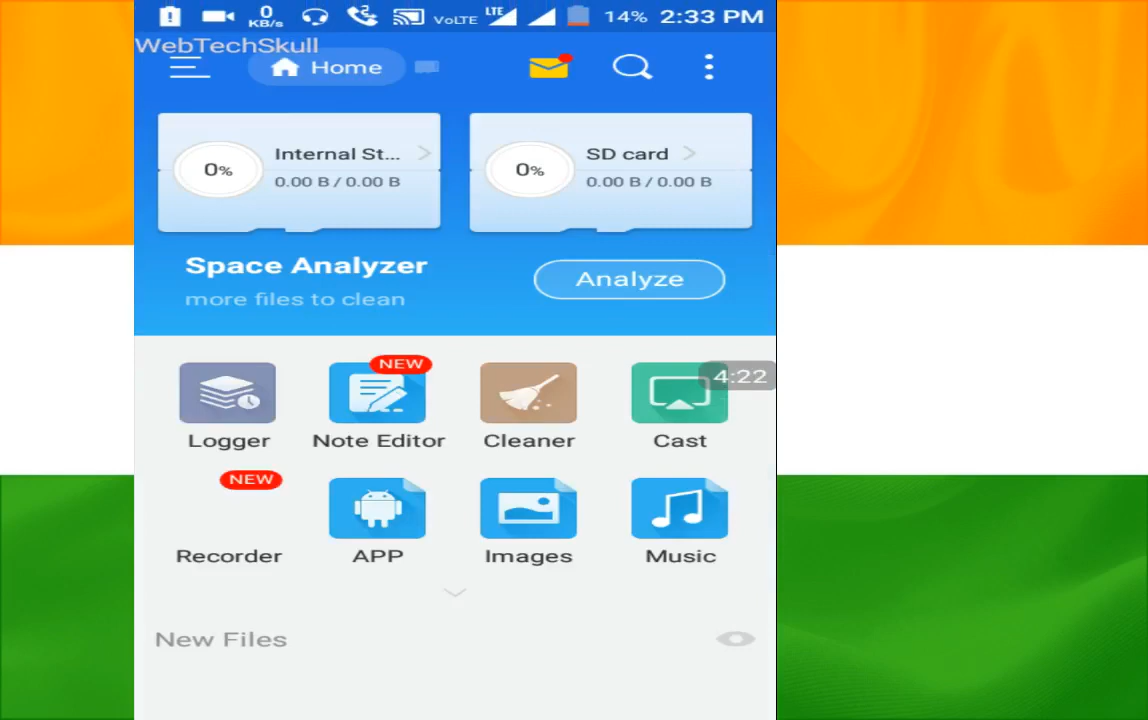 0 KB/s VoLTE LTE 14% 2:33 PM
WebTechSkull
Home
0% Internal St... 0.00 B / 0.00 B
0% SD card 0.00 B / 0.00 B
Space Analyzer
more files to clean
Analyze
NEW
4:22
Logger Note Editor Cleaner Cast
NEW
Recorder APP Images Music
New Files